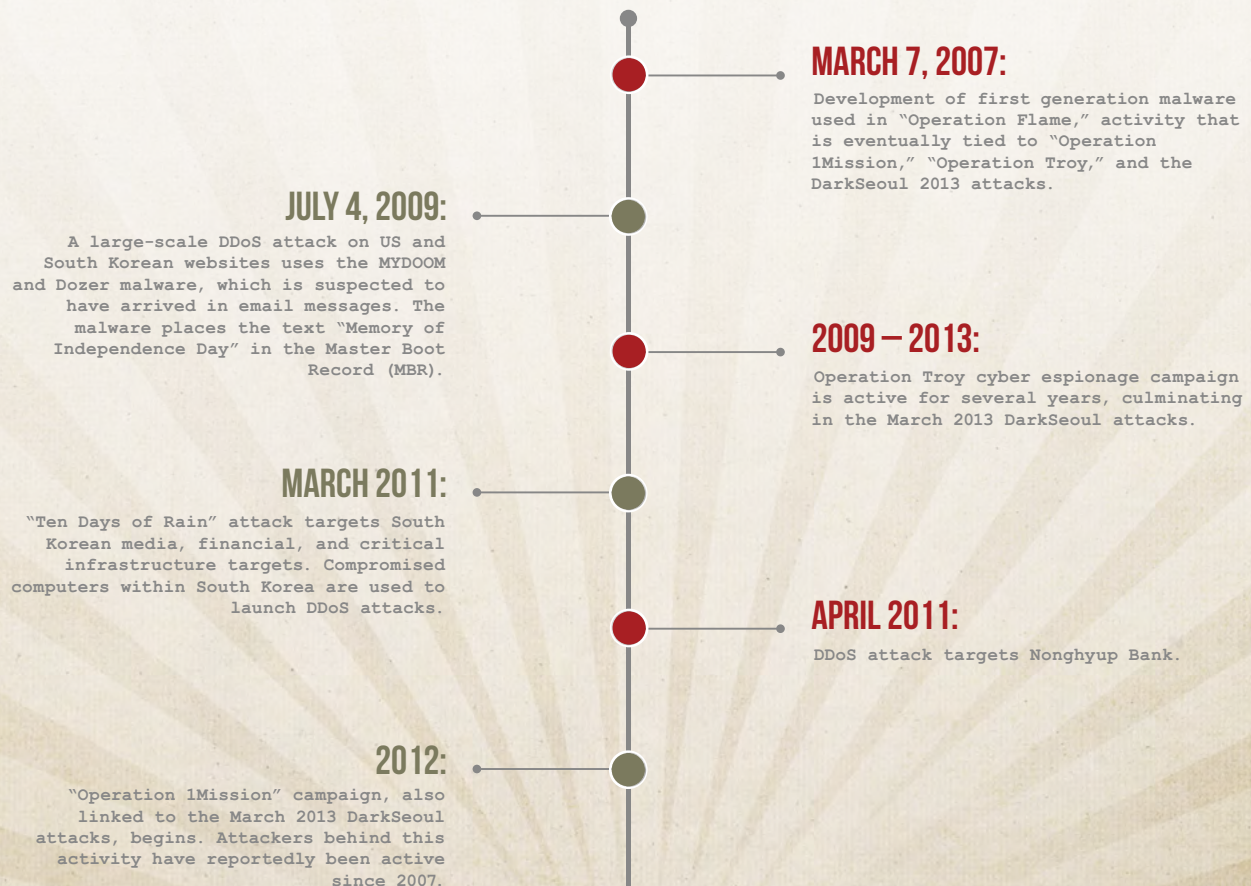 MARCH 7, 2007:
Development of first generation malware
used in “Operation Flame,” activity that
is eventually tied to “Operation
1Mission,” “Operation Troy,” and the
DarkSeoul 2013 attacks.
JULY 4, 2009:
A large-scale DDoS attack on US and
South Korean websites uses the MYDOOM
and Dozer malware, which is suspected to
have arrived in email messages. The
malware places the text “Memory of
Independence Day” in the Master Boot
Record (MBR).
2009 – 2013:
Operation Troy cyber espionage campaign
is active for several years, culminating
in the March 2013 DarkSeoul attacks.
MARCH 2011:
“Ten Days of Rain” attack targets South
Korean media, financial, and critical
infrastructure targets. Compromised
computers within South Korea are used to
launch DDoS attacks.
APRIL 2011:
DDoS attack targets Nonghyup Bank.
2012:
“Operation 1Mission” campaign, also
linked to the March 2013 DarkSeoul
attacks, begins. Attackers behind this
activity have reportedly been active
since 2007.